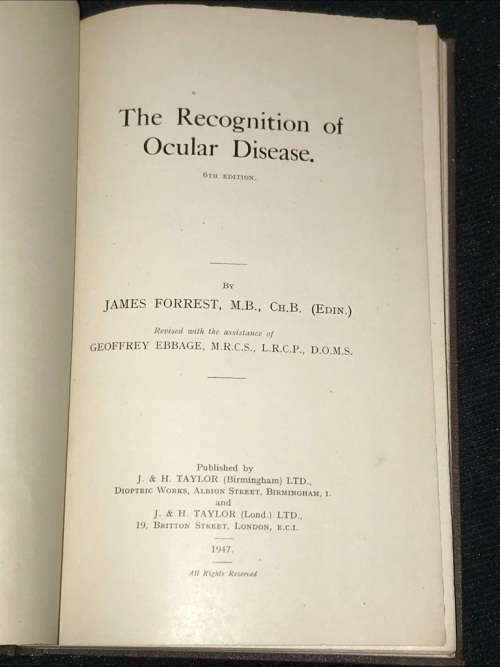 The Recognition of
Ocular Disease.
6TH EDITION.
BY
JAMES FORREST, M.B., CH.B. (EDIN.)
Revised with the assistance of
GEOFFREY EBBAGE, M.R.C.S., L.R.C.P., D.O.M.S.
Published by
J. & H. TAYLOR (Birmingham) LTD.,
DIOPTRIC WORKS, ALBION STREET, BIRMINGHAM, 1.
and
J. & H. TAYLOR (Lond.) LTD.,
19, BRITTON STREET, LONDON, E.C.1.
1947.
All Rights Reserved